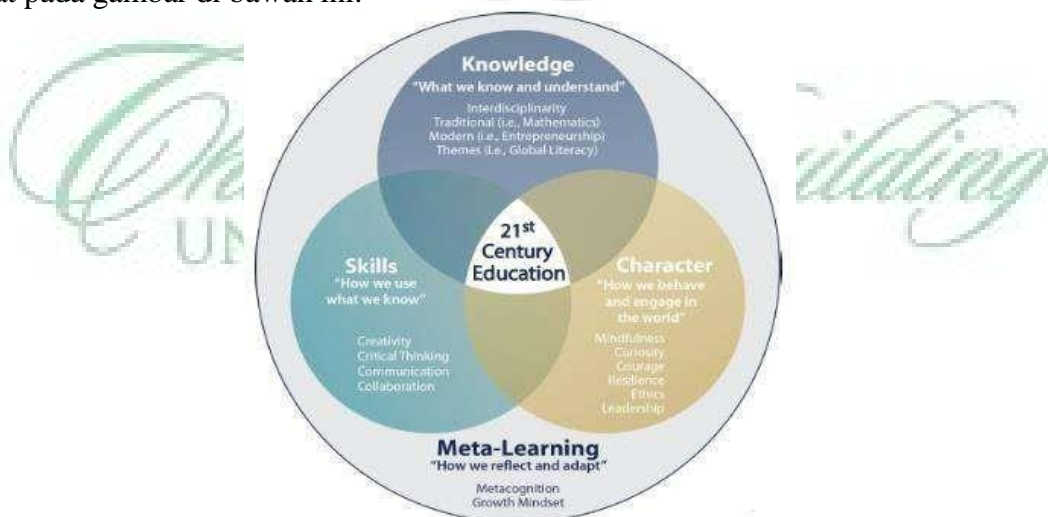 at pada gambar di bawah ini.
Knowledge
"What we know and understand"
Interdisciplinarity
Traditional (i.e., Mathematics)
Modern (i.e., Entrepreneurship)
Themes (i.e., Global Literacy)
21st
Century
Education
Skills
"How we use
what we know"
Creativity
Critical Thinking
Communication
Collaboration
Character
"How we behave
and engage in
the world"
Mindfulness
Curiosity
Courage
Resilience
Ethics
Leadership
Meta-Learning
"How we reflect and adapt"
Metacognition
Growth Mindset